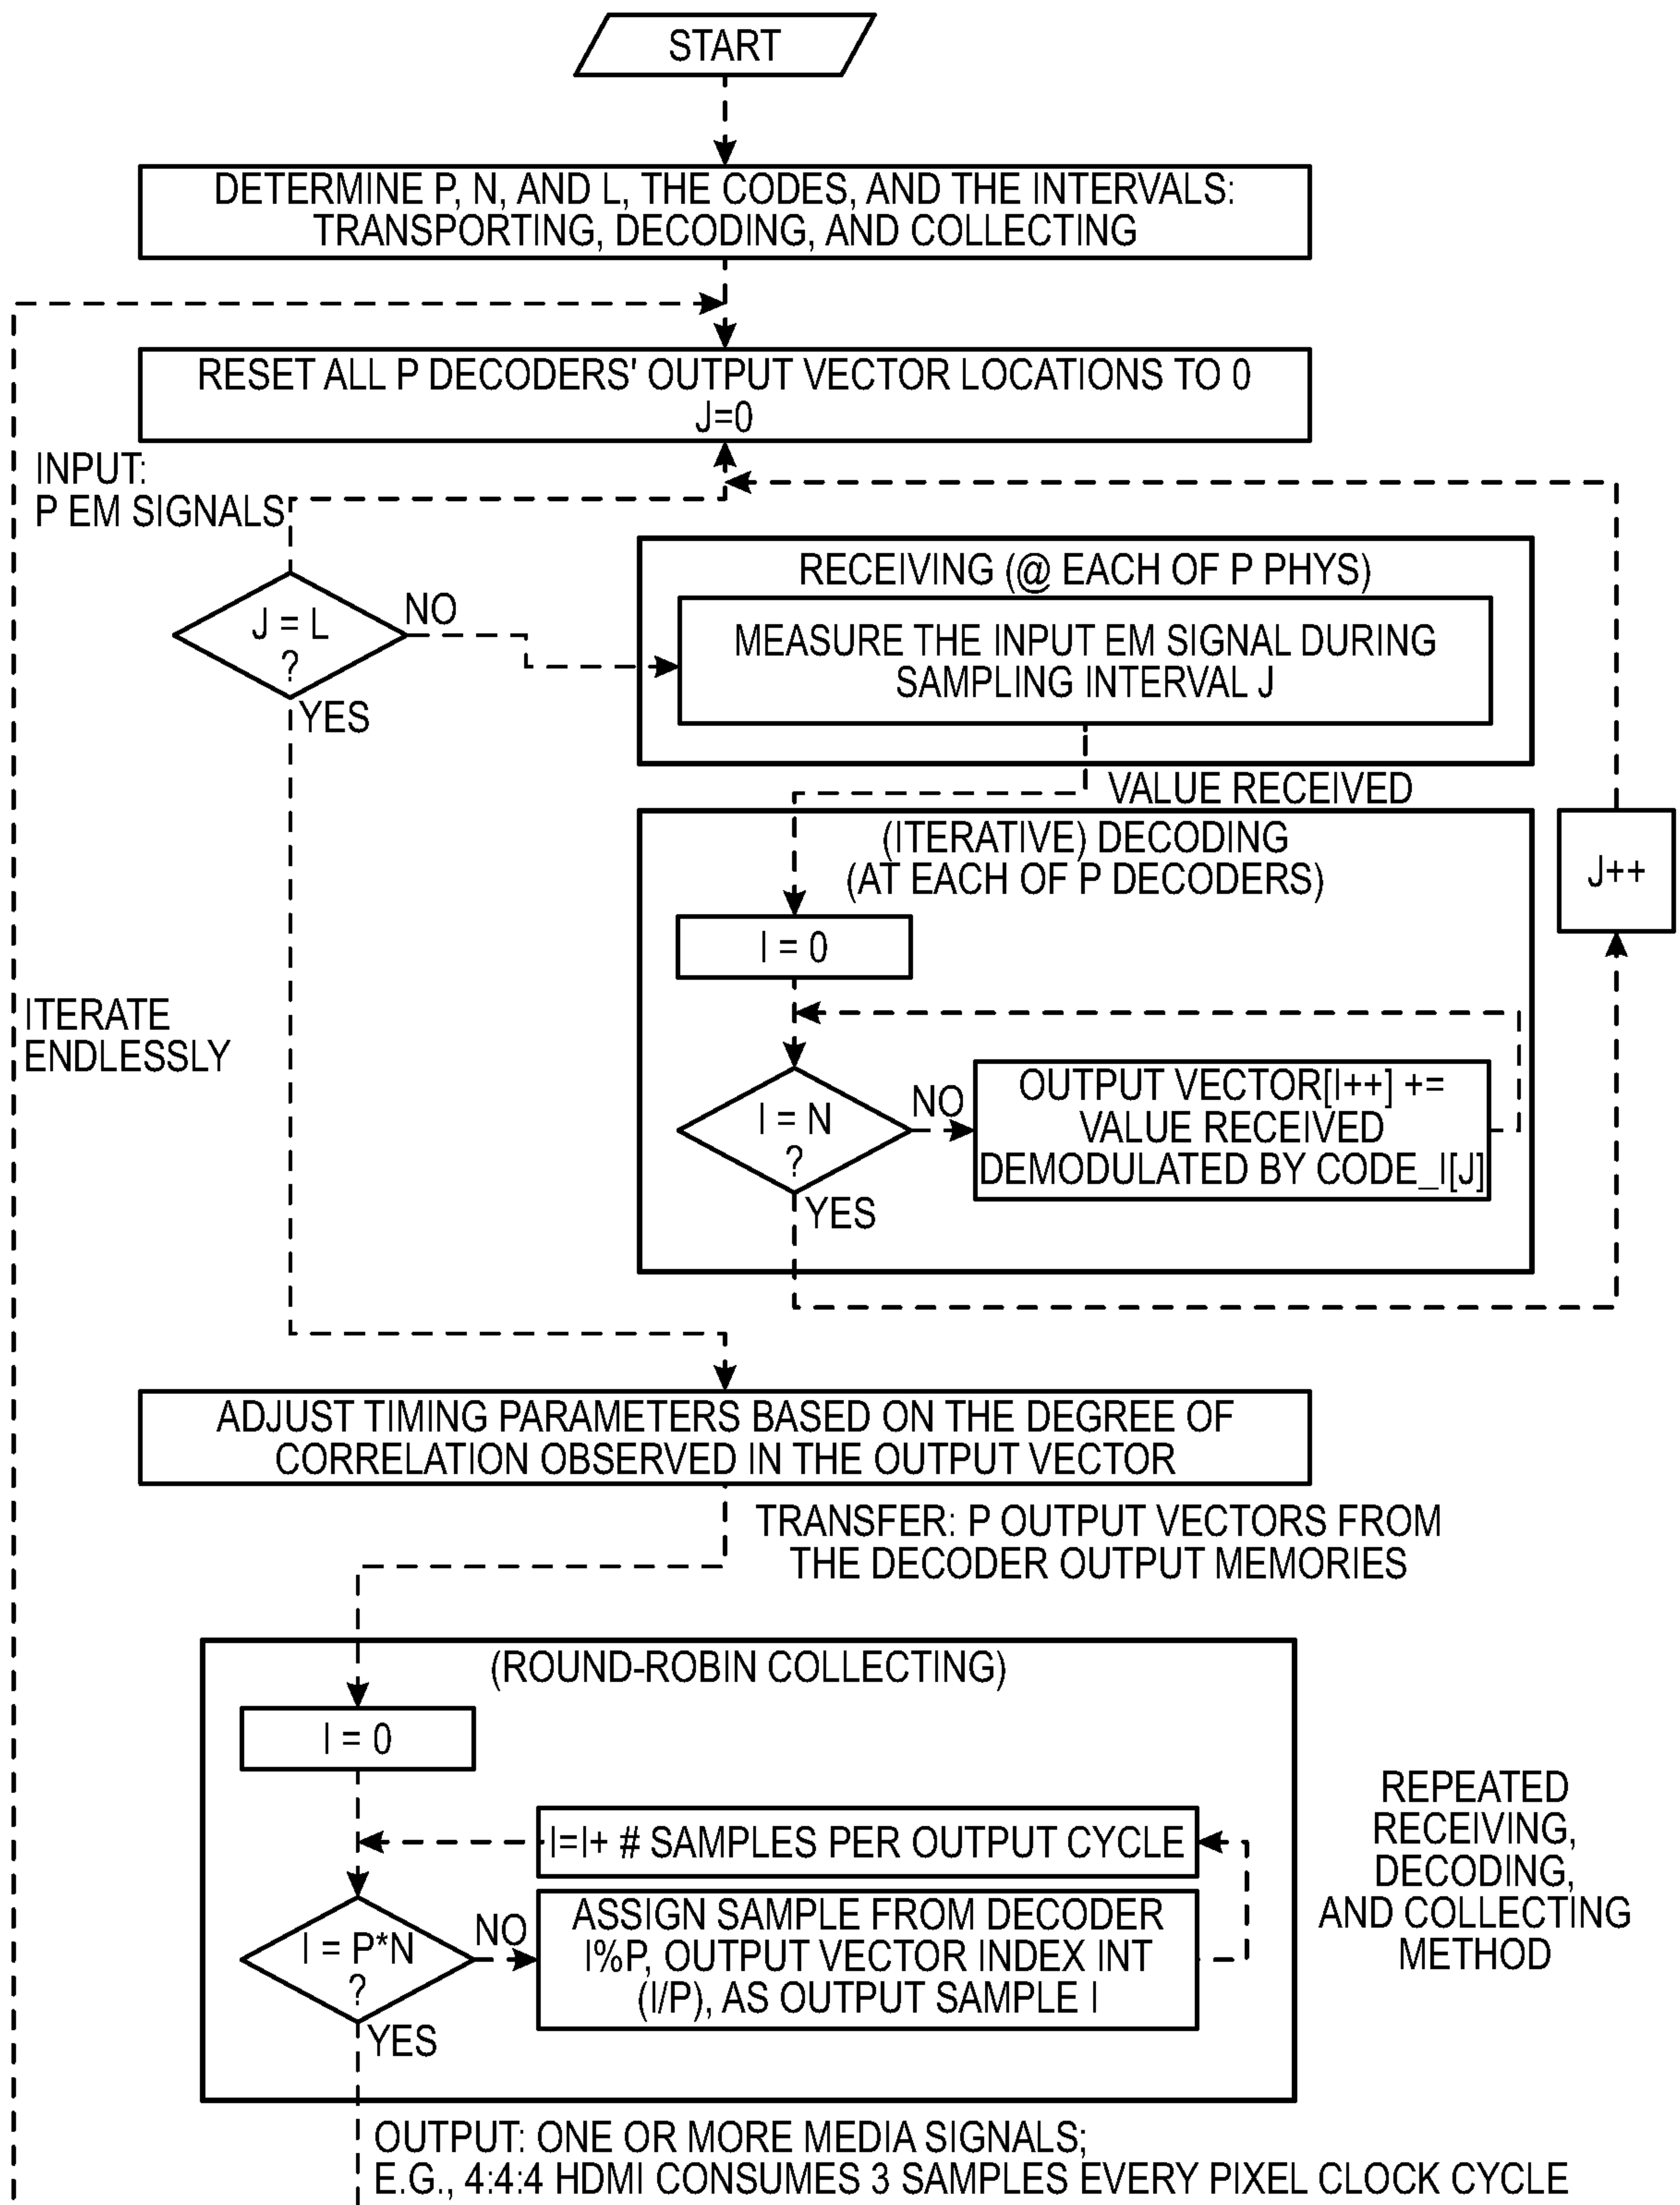 START
DETERMINE P, N, AND L, THE CODES, AND THE INTERVALS:
TRANSPORTING, DECODING, AND COLLECTING
RESET ALL P DECODERS' OUTPUT VECTOR LOCATIONS TO 0
J=0
INPUT:
P EM SIGNALS
J = L
?
NO
YES
RECEIVING (@ EACH OF P PHYS)
MEASURE THE INPUT EM SIGNAL DURING
SAMPLING INTERVAL J
VALUE RECEIVED
(ITERATIVE) DECODING
(AT EACH OF P DECODERS)
J++
I = 0
ITERATE
ENDLESSLY
I = N
?
NO
YES
OUTPUT VECTOR[I++] +=
VALUE RECEIVED
DEMODULATED BY CODE_I[J]
ADJUST TIMING PARAMETERS BASED ON THE DEGREE OF
CORRELATION OBSERVED IN THE OUTPUT VECTOR
TRANSFER: P OUTPUT VECTORS FROM
THE DECODER OUTPUT MEMORIES
(ROUND-ROBIN COLLECTING)
I = 0
I=I+ # SAMPLES PER OUTPUT CYCLE
I = P*N
?
NO
YES
ASSIGN SAMPLE FROM DECODER
I%P, OUTPUT VECTOR INDEX INT
(I/P), AS OUTPUT SAMPLE I
REPEATED
RECEIVING,
DECODING,
AND COLLECTING
METHOD
OUTPUT: ONE OR MORE MEDIA SIGNALS;
E.G., 4:4:4 HDMI CONSUMES 3 SAMPLES EVERY PIXEL CLOCK CYCLE